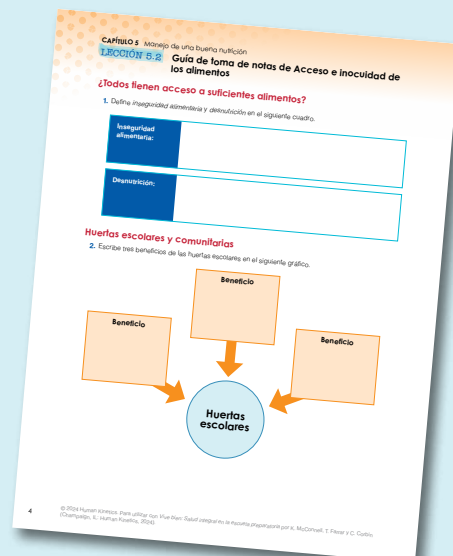 CAPÍTULO 5 Manejo de una buena nutrición
LECCIÓN 5.2 Guía de toma de notas de Acceso e inocuidad de
los alimentos
¿Todos tienen acceso a suficientes alimentos?
1. Define inseguridad alimentaria y desnutrición en el siguiente cuadro.
Inseguridad
alimentaria:
Desnutrición:
Huertas escolares y comunitarias
2. Escribe tres beneficios de las huertas escolares en el siguiente gráfico.
Beneficio
Beneficio
Beneficio
Huertas
escolares
4
© 2024 Human Kinetics. Para utilizar con Vive bien: Salud integral en la escuela preparatoria por K. McConnell, T. Farrar y C. Corbin
(Champaign, IL: Human Kinetics, 2024).